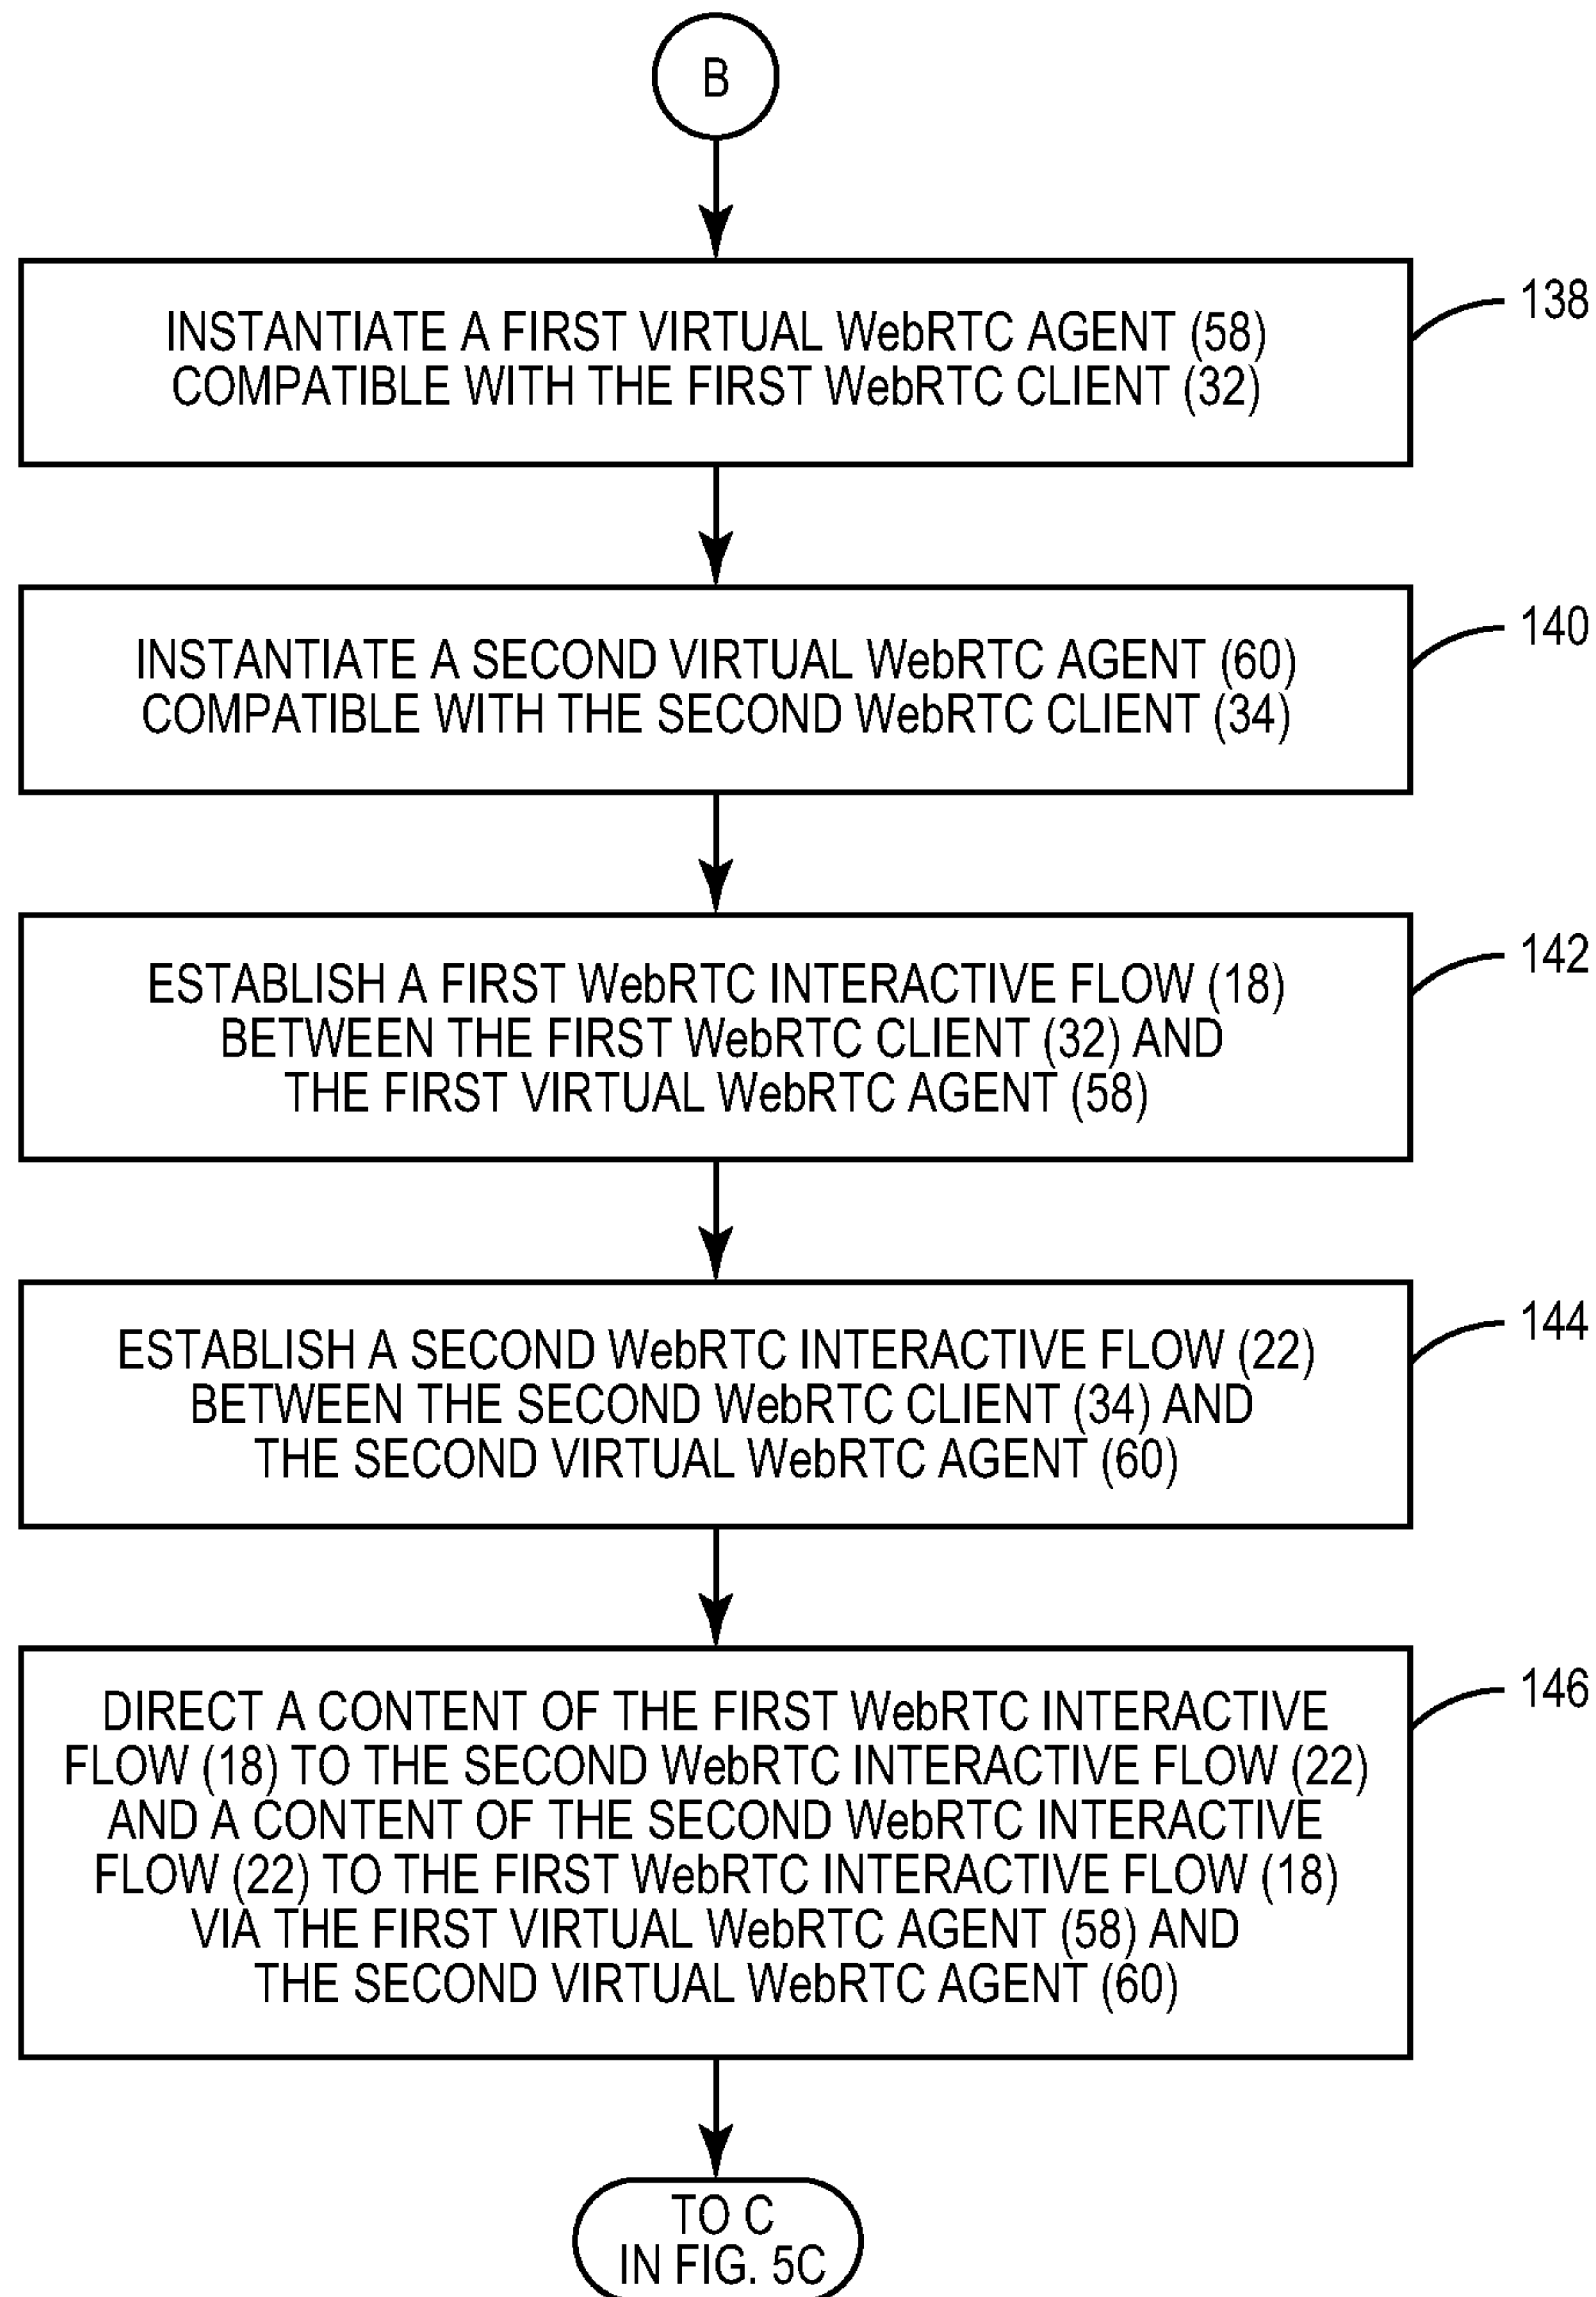 B
INSTANTIATE A FIRST VIRTUAL WebRTC AGENT (58)
COMPATIBLE WITH THE FIRST WebRTC CLIENT (32)
138
INSTANTIATE A SECOND VIRTUAL WebRTC AGENT (60)
COMPATIBLE WITH THE SECOND WebRTC CLIENT (34)
140
ESTABLISH A FIRST WebRTC INTERACTIVE FLOW (18)
BETWEEN THE FIRST WebRTC CLIENT (32) AND
THE FIRST VIRTUAL WebRTC AGENT (58)
142
ESTABLISH A SECOND WebRTC INTERACTIVE FLOW (22)
BETWEEN THE SECOND WebRTC CLIENT (34) AND
THE SECOND VIRTUAL WebRTC AGENT (60)
144
DIRECT A CONTENT OF THE FIRST WebRTC INTERACTIVE
FLOW (18) TO THE SECOND WebRTC INTERACTIVE FLOW (22)
AND A CONTENT OF THE SECOND WebRTC INTERACTIVE
FLOW (22) TO THE FIRST WebRTC INTERACTIVE FLOW (18)
VIA THE FIRST VIRTUAL WebRTC AGENT (58) AND
THE SECOND VIRTUAL WebRTC AGENT (60)
146
TO C
IN FIG. 5C